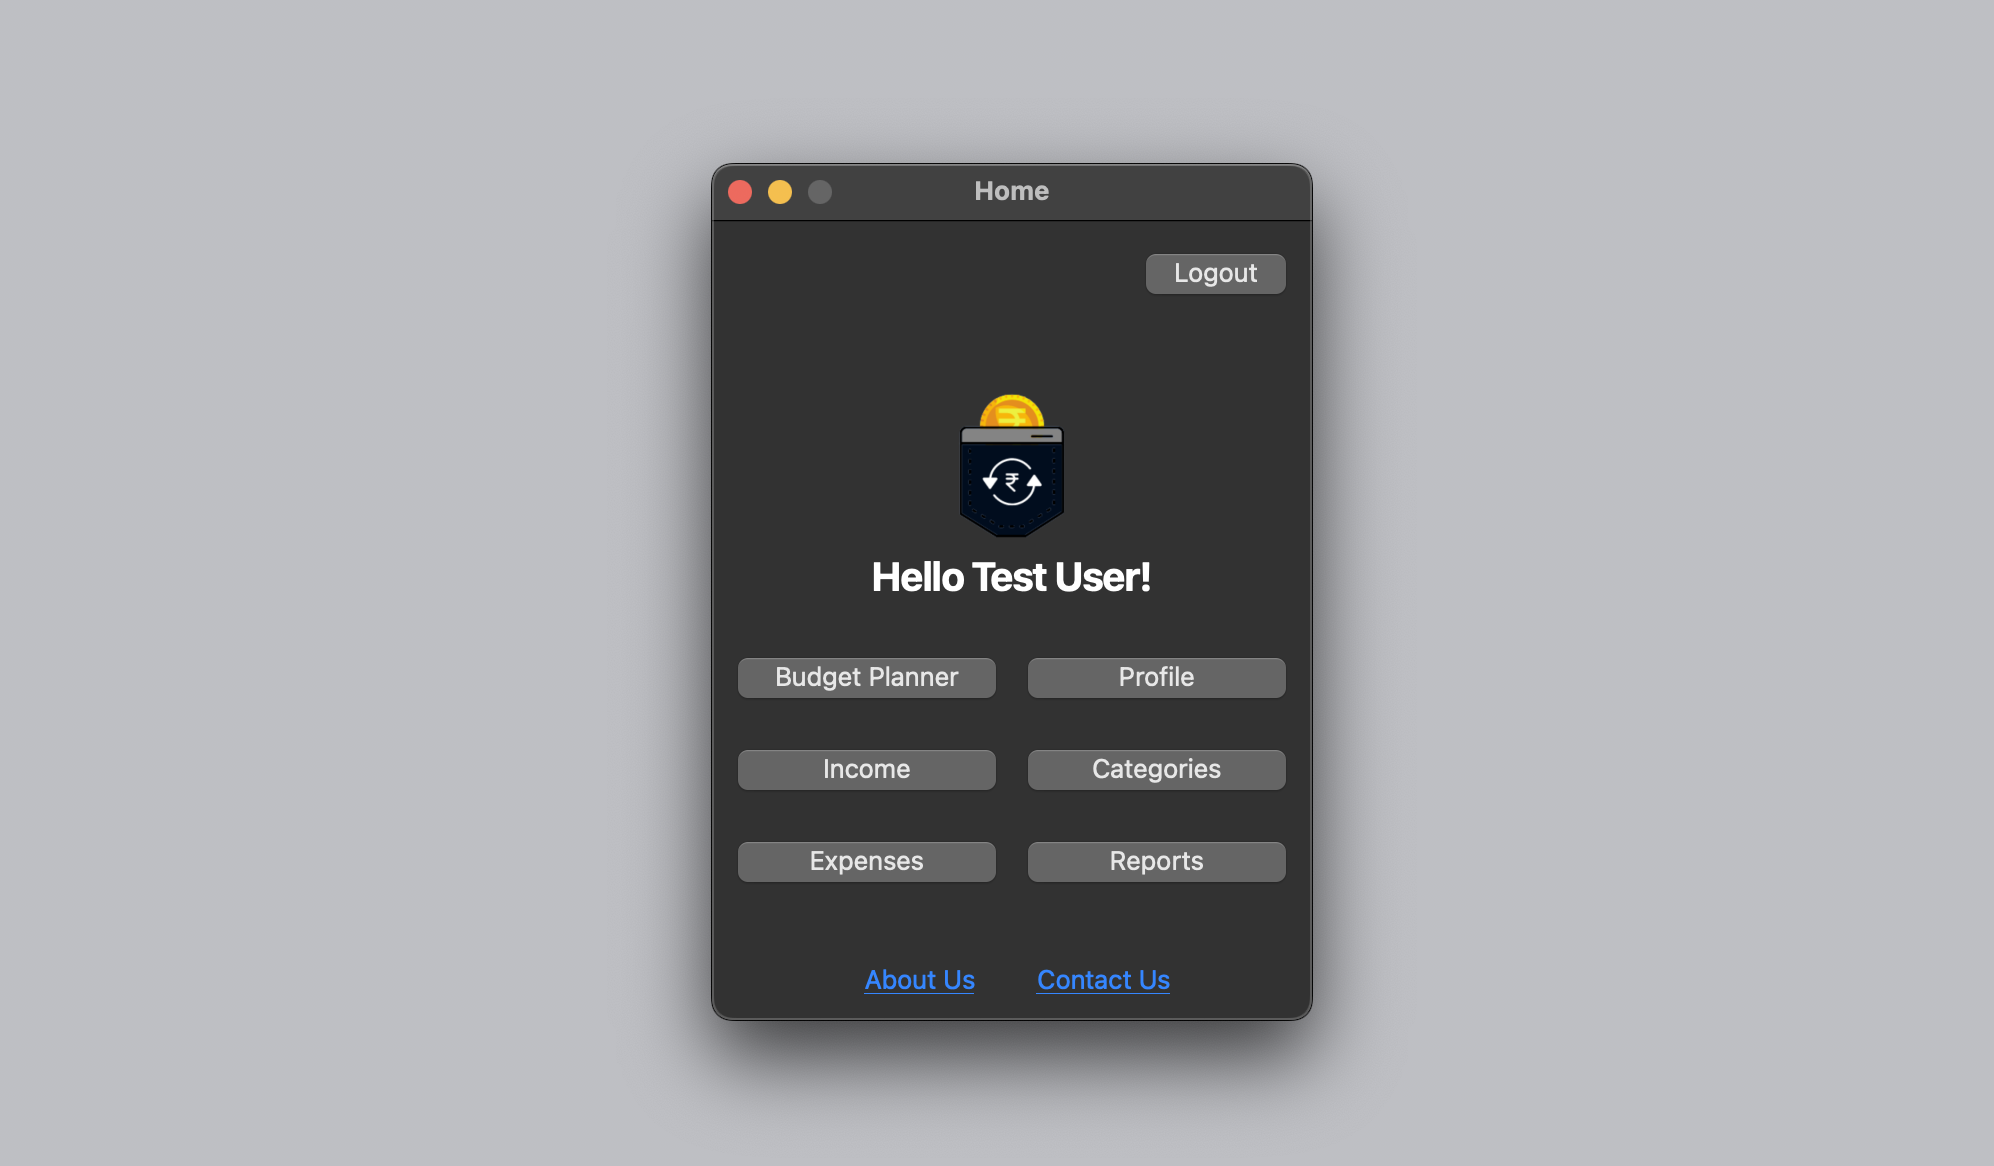 Home
Logout
₹
₹
Hello Test User!
Budget Planner
Profile
Income
Categories
Expenses
Reports
About Us
Contact Us